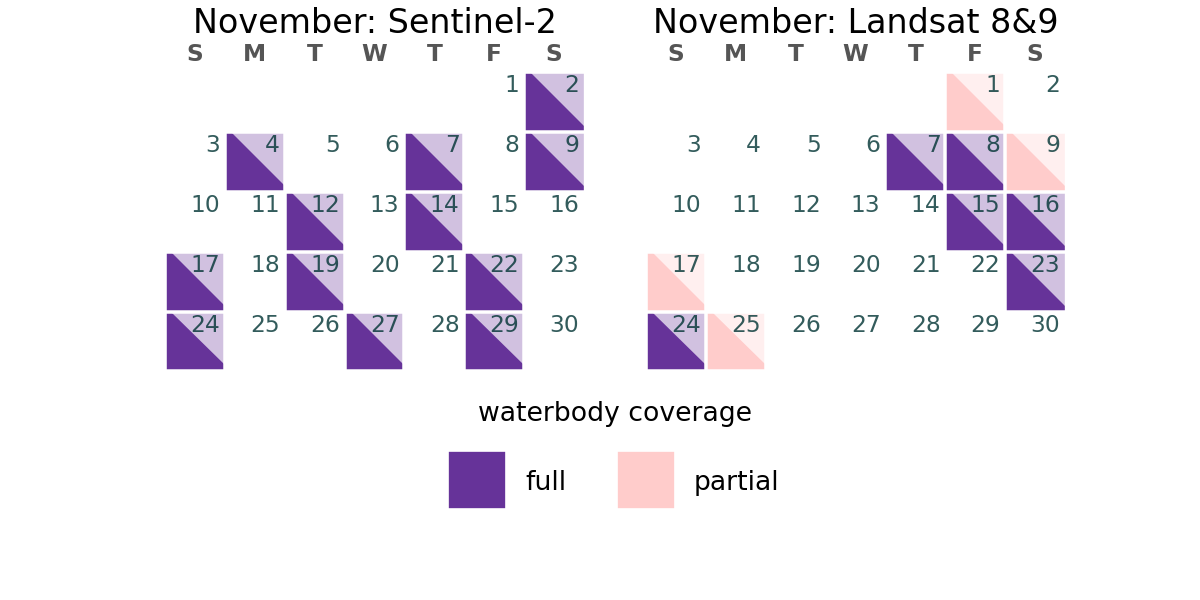 November: Sentinel-2
S M T W T F S
1 2
3 4 5 6 7 8 9
10 11 12 13 14 15 16
17 18 19 20 21 22 23
24 25 26 27 28 29 30
November: Landsat 8&9
S M T W T F S
1 2
3 4 5 6 7 8 9
10 11 12 13 14 15 16
17 18 19 20 21 22 23
24 25 26 27 28 29 30
waterbody coverage
full partial